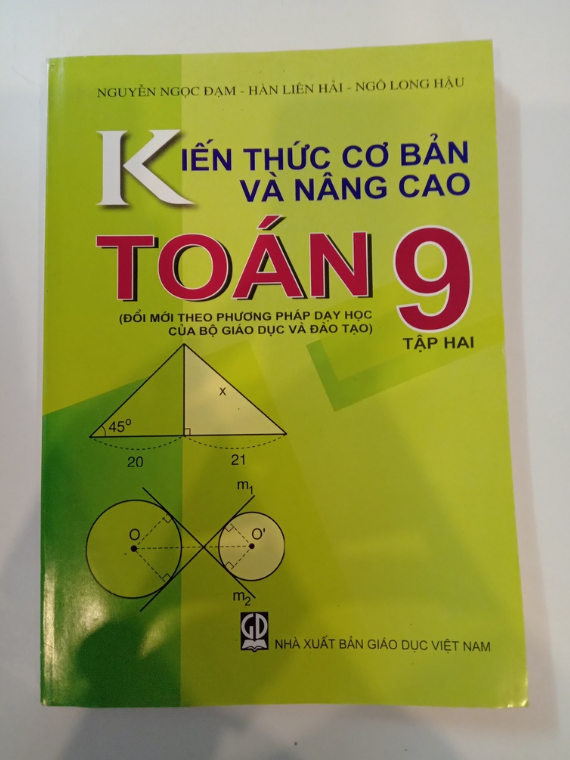 NGUYỄN NGỌC ĐẠM - HÀN LIÊN HẢI - NGÔ LONG HẬU
KIẾN THỨC CƠ BẢN
VÀ NÂNG CAO
TOÁN 9
(ĐỔI MỚI THEO PHƯƠNG PHÁP DẠY HỌC
CỦA BỘ GIÁO DỤC VÀ ĐÀO TẠO)
TẬP HAI
x
45°
20 21
m₁
O O'
m₂
GD
NHÀ XUẤT BẢN GIÁO DỤC VIỆT NAM